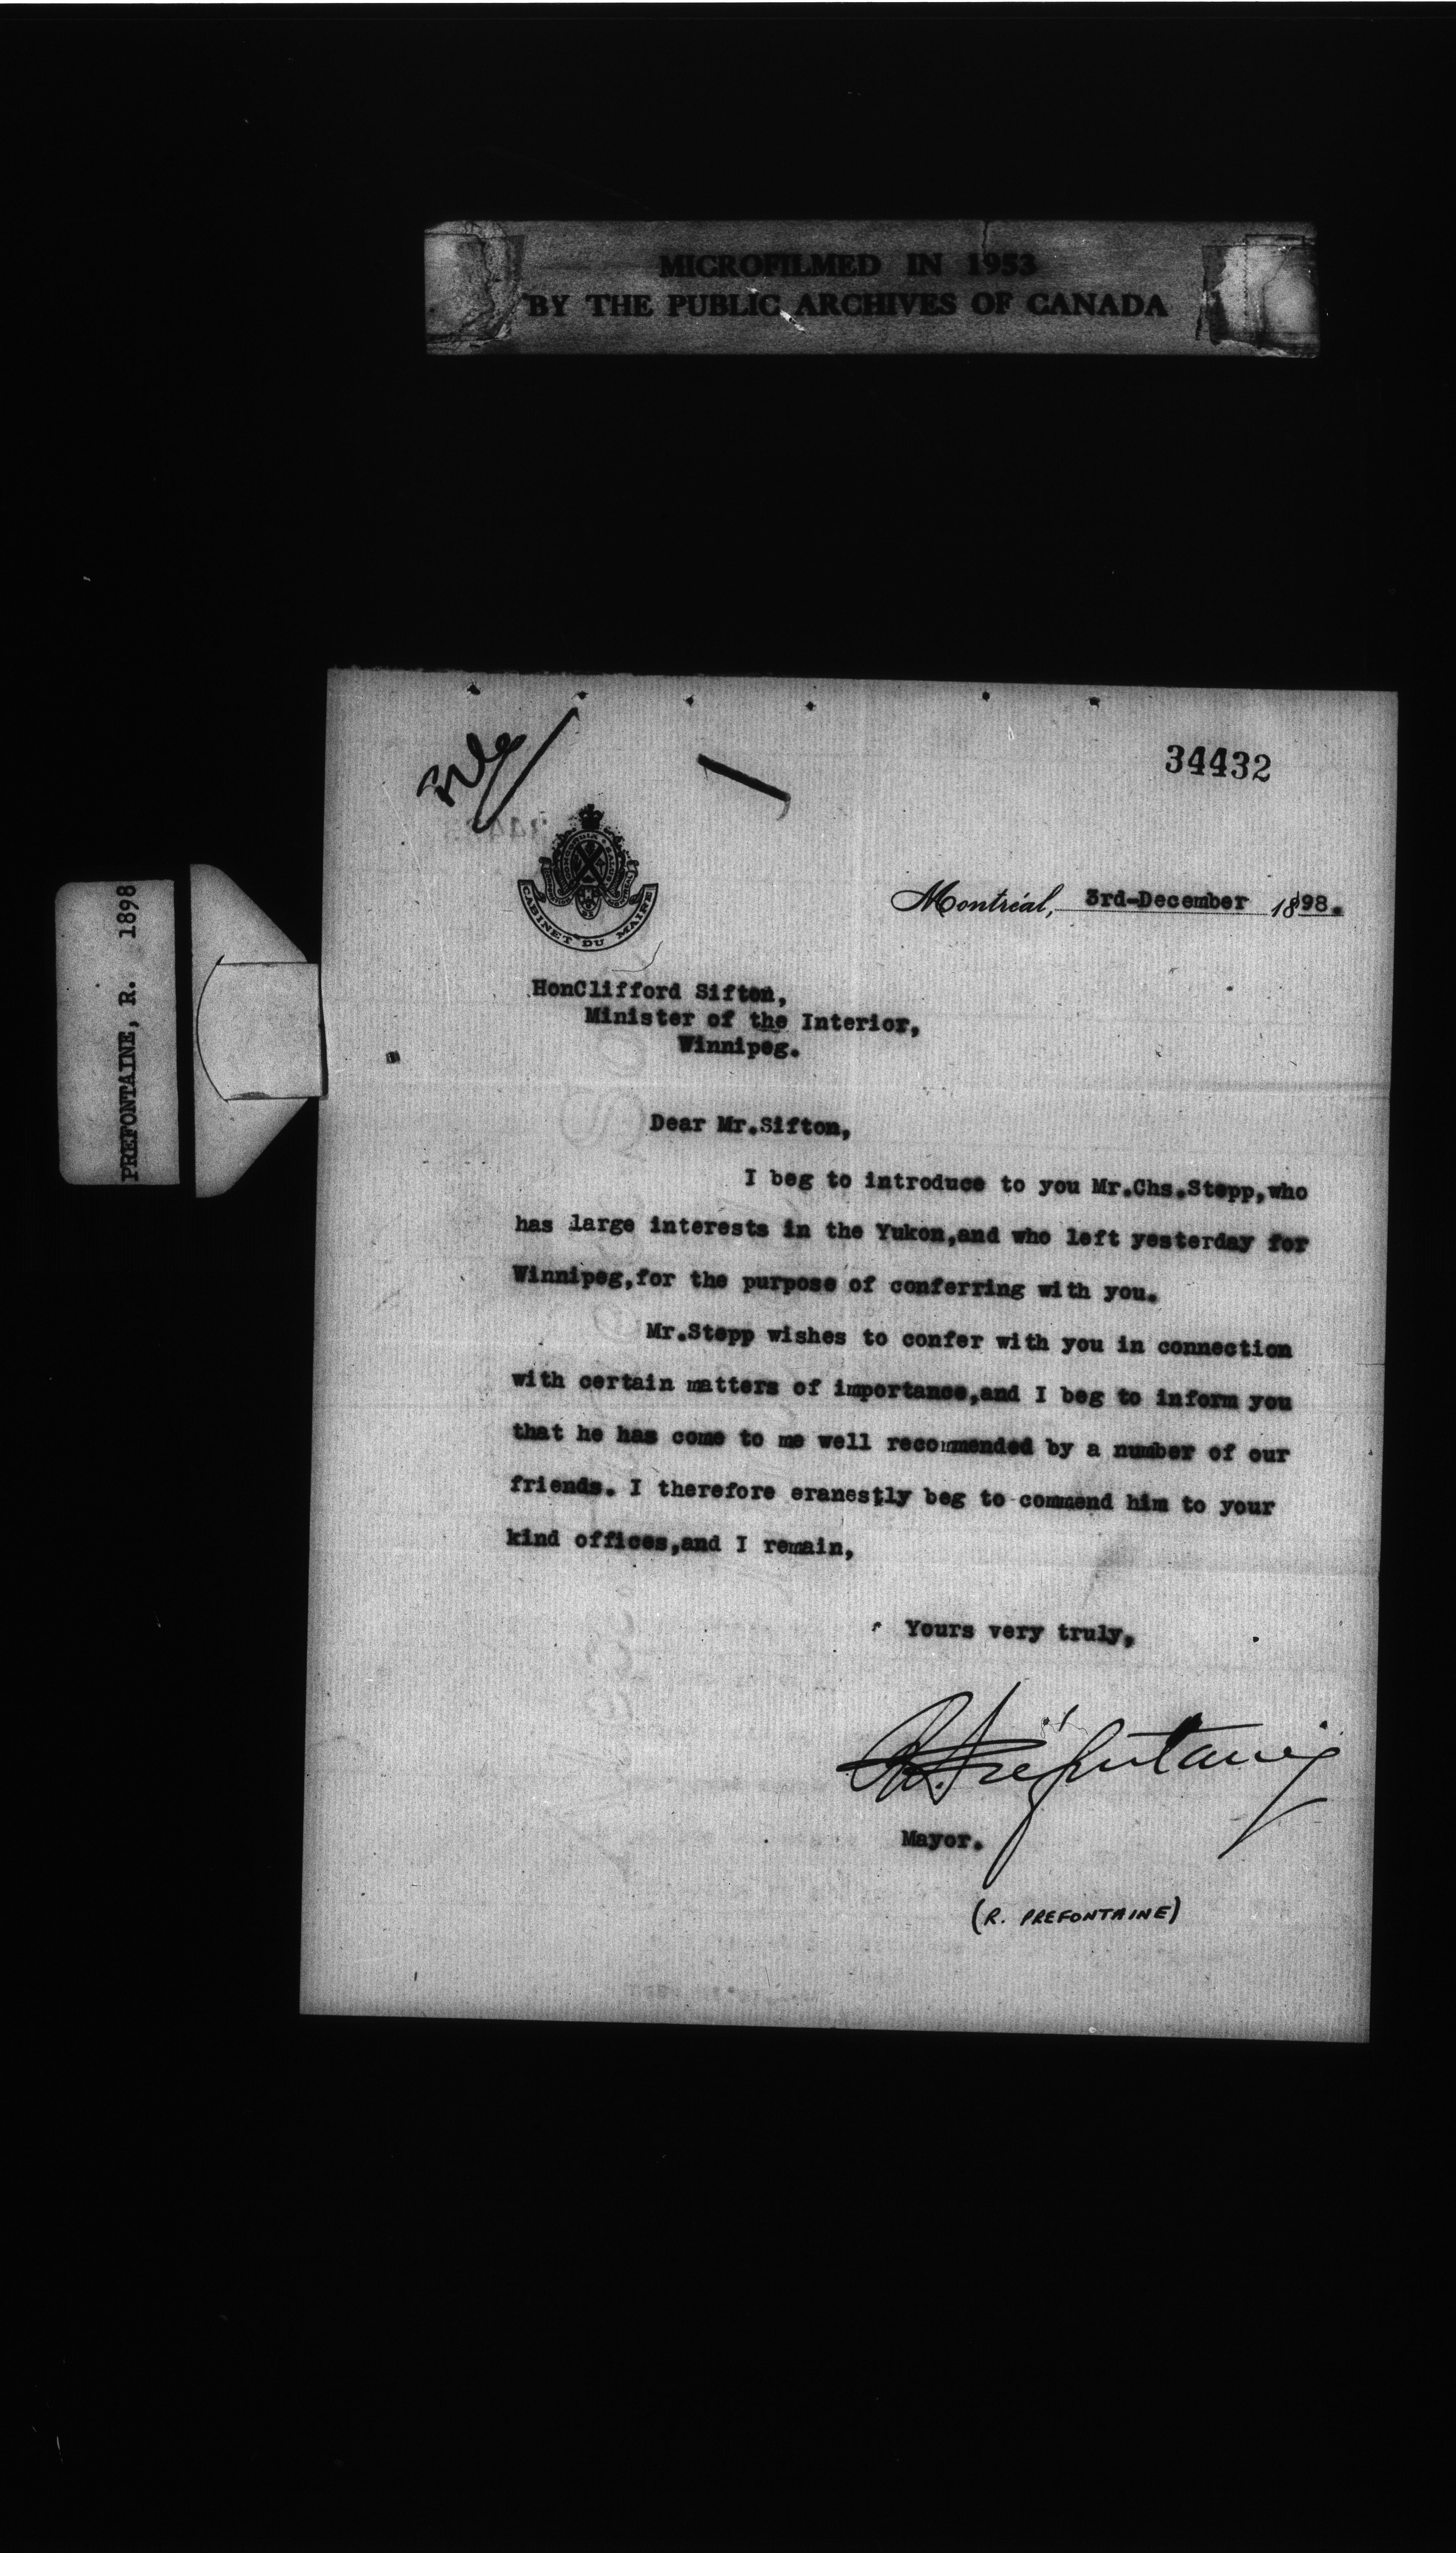 MICROFILMED IN 1953
BY THE PUBLIC ARCHIVES OF CANADA
PREFONTAINE, R. 1898
34432
CONCORDIA SALUS
CABINET DU MAIRE
Montréal, 3rd-December 1898.
HonClifford Sifton,
Minister of the Interior,
Winnipeg.
Dear Mr.Sifton,
I beg to introduce to you Mr.Chs.Stepp,who
has large interests in the Yukon,and who left yesterday for
Winnipeg,for the purpose of conferring with you.
Mr.Stepp wishes to confer with you in connection
with certain matters of importance,and I beg to inform you
that he has come to me well recommended by a number of our
friends. I therefore eranestly beg to commend him to your
kind offices,and I remain,
Yours very truly,
R. Préfontaine
Mayor.
(R. PREFONTAINE)